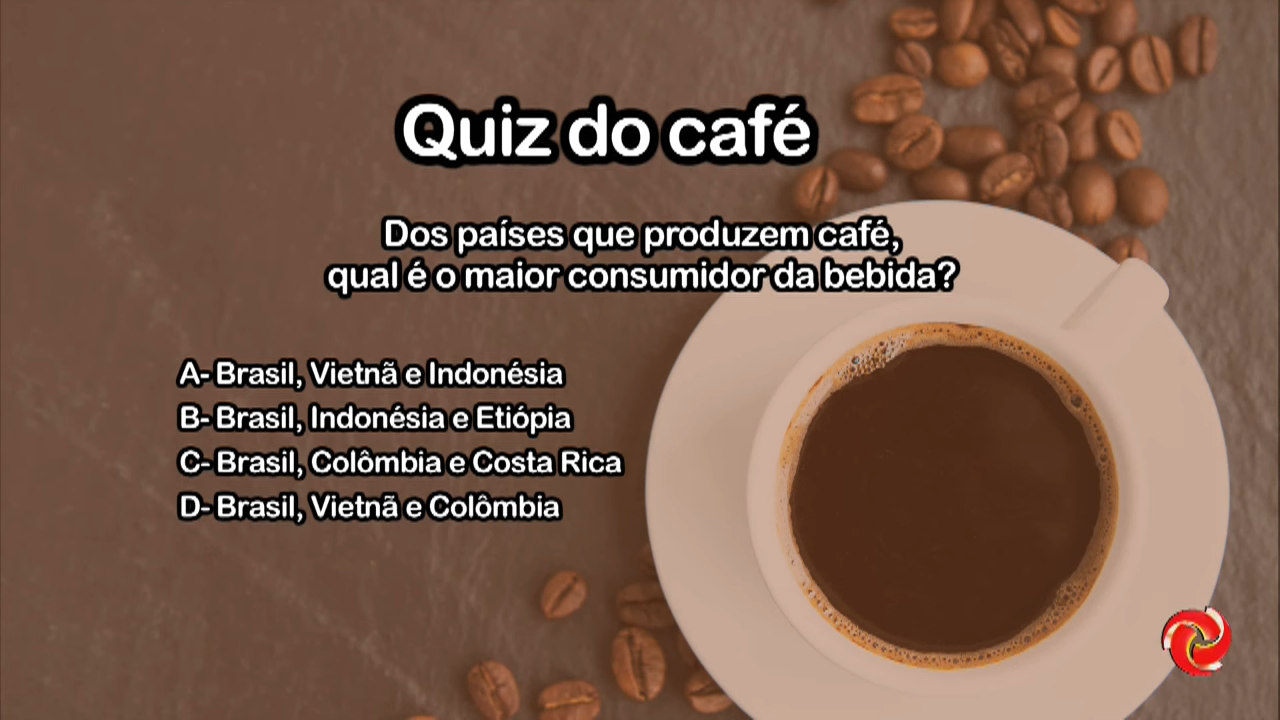 Quiz do café
Dos países que produzem café,
qual é o maior consumidor da bebida?
A- Brasil, Vietnã e Indonésia
B- Brasil, Indonésia e Etiópia
C- Brasil, Colômbia e Costa Rica
D- Brasil, Vietnã e Colômbia